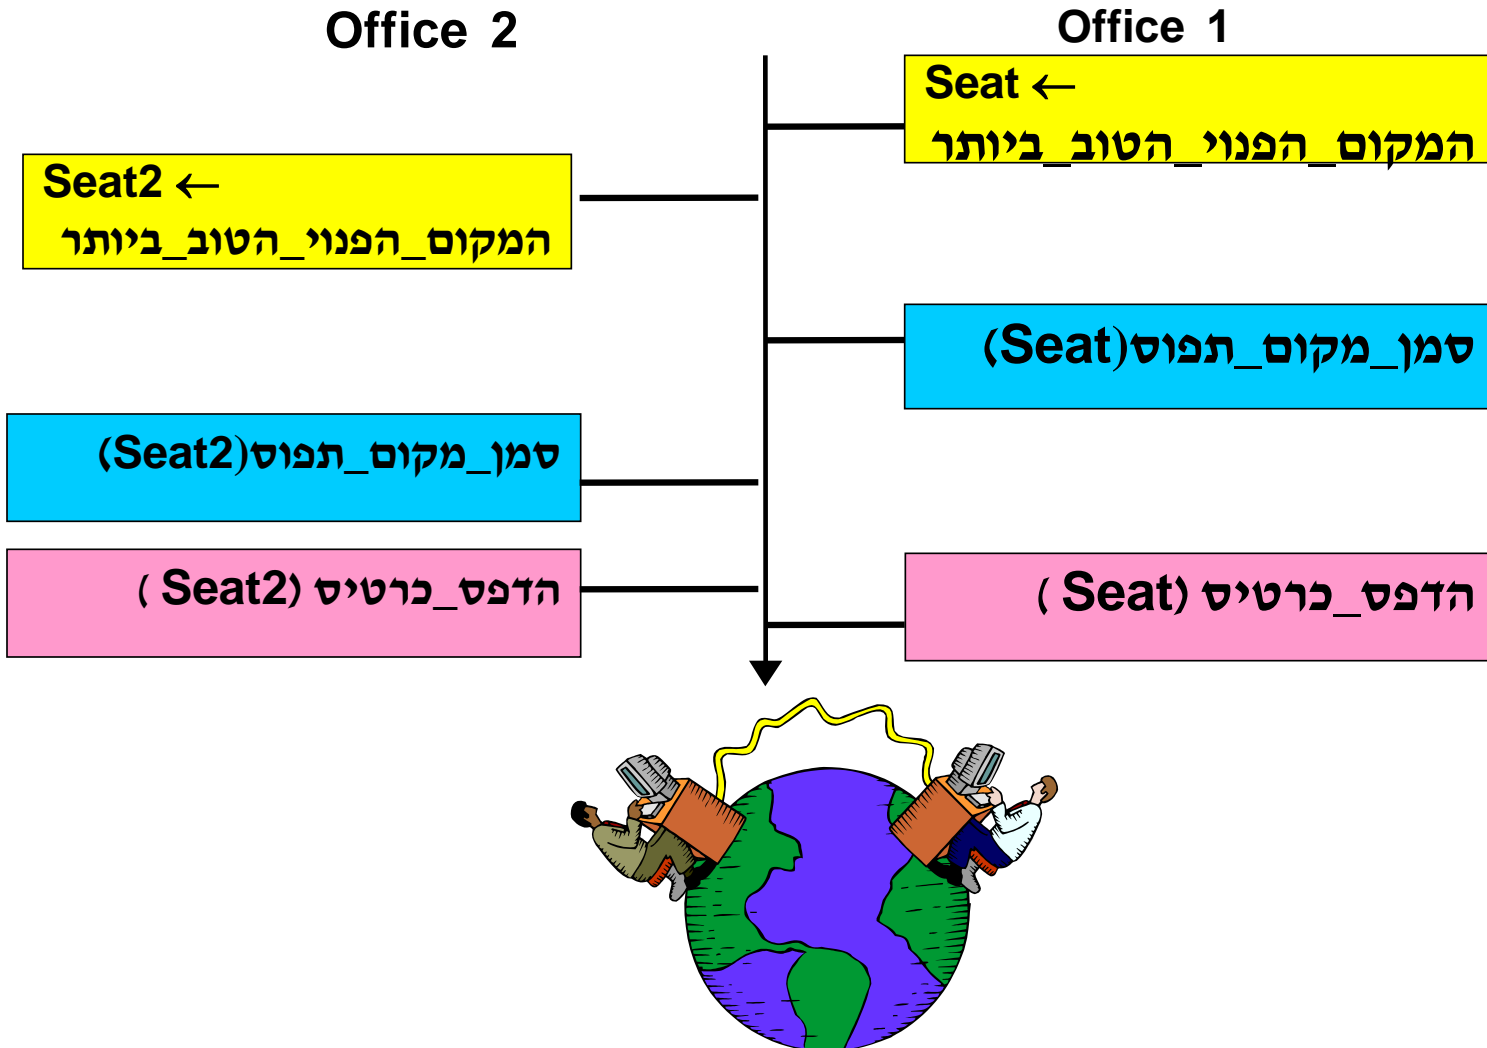 Office 2
Office 1
Seat ←
המקום_הפנוי_הטוב_ביותר
Seat2 ←
המקום_הפנוי_הטוב_ביותר
סמן_מקום_תפוס(Seat)
סמן_מקום_תפוס(Seat2)
הדפס_כרטיס (Seat2 )
הדפס_כרטיס (Seat )